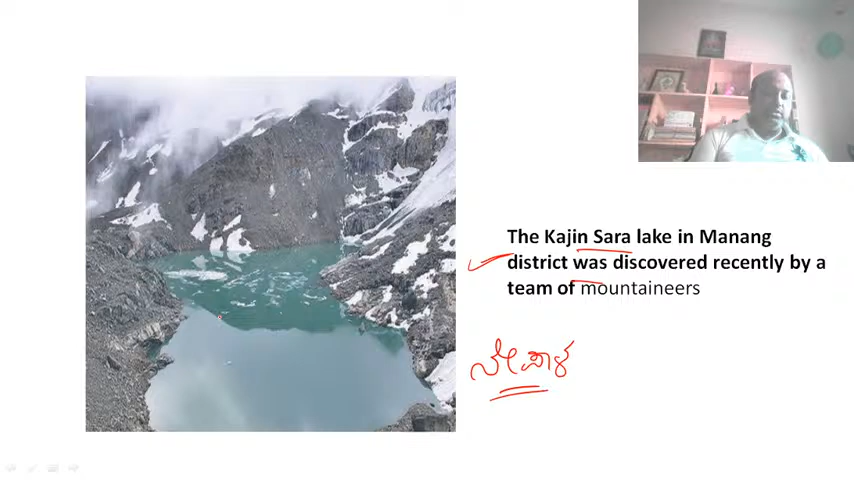 The Kajin Sara lake in Manang
district was discovered recently by a
team of mountaineers
ನೇಪಾಳ